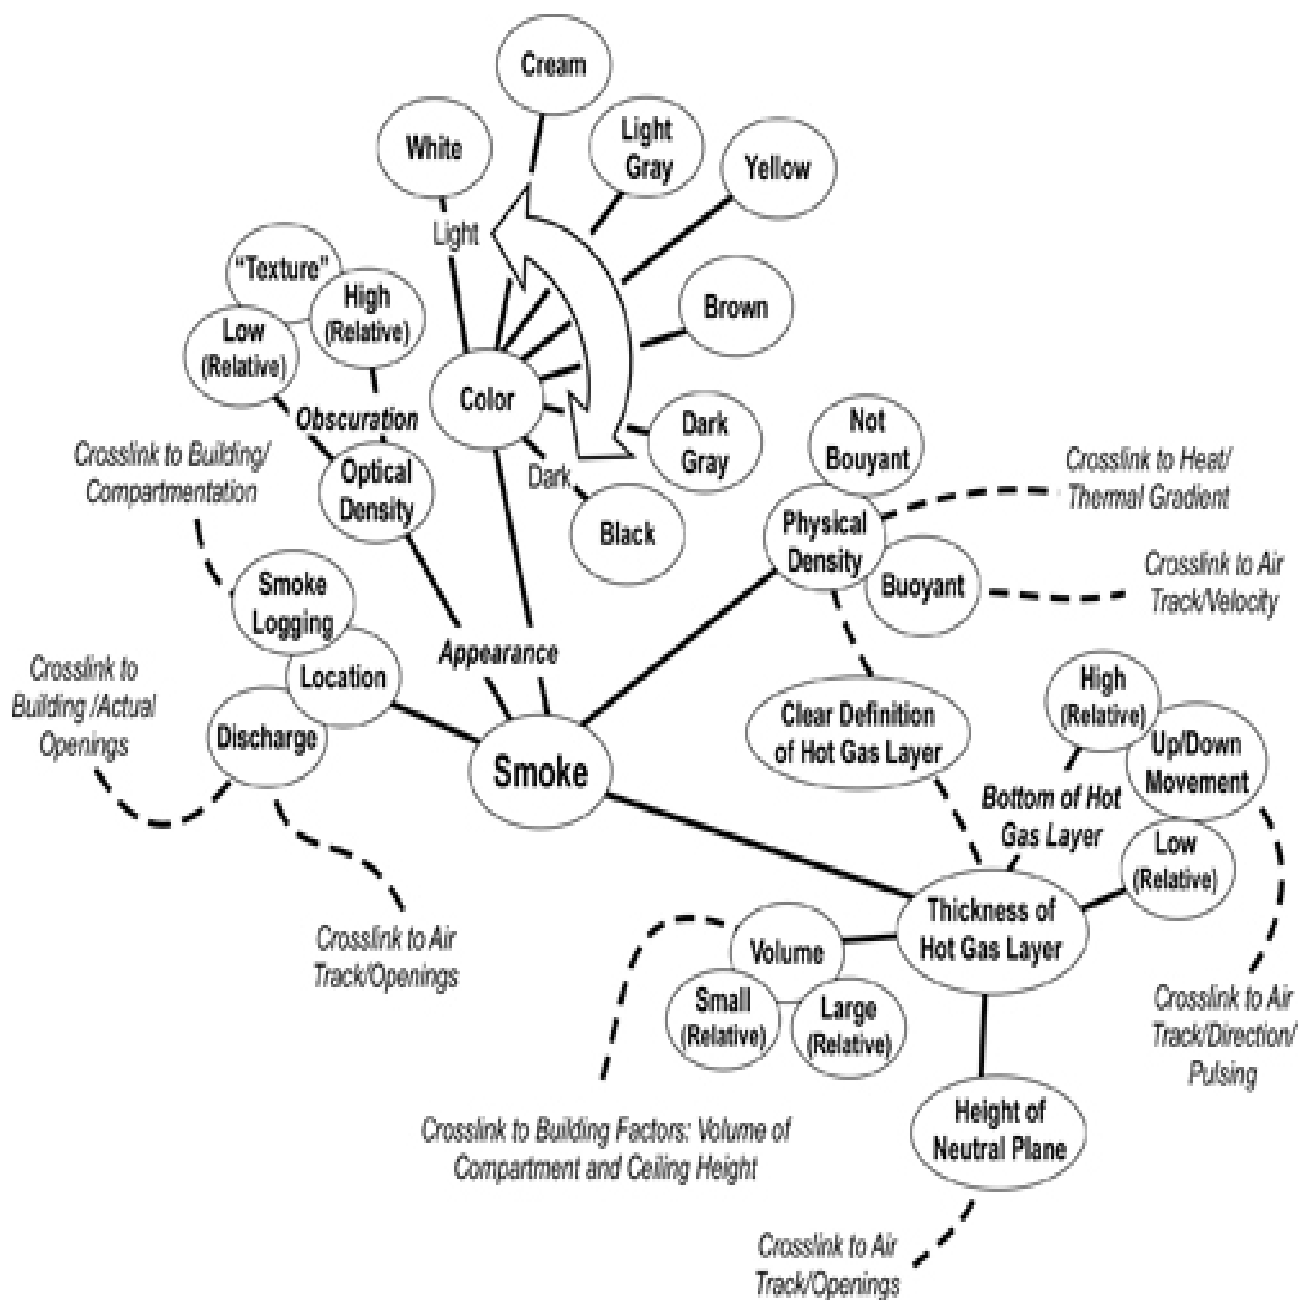 Cream
White
Light
Gray
Yellow
Light
"Texture"
High
(Relative)
Low
(Relative)
Brown
Color
Obscuration
Dark
Gray
Not
Bouyant
Crosslink to Building/
Compartmentation
Optical
Density
Dark
Black
Crosslink to Heat/
Thermal Gradient
Physical
Density
Buoyant
Crosslink to Air
Track/Velocity
Smoke
Logging
Appearance
Location
Crosslink to
Building /Actual
Openings
Discharge
Smoke
Clear Definition
of Hot Gas Layer
High
(Relative)
Up/Down
Movement
Bottom of Hot
Gas Layer
Low
(Relative)
Thickness of
Hot Gas Layer
Crosslink to Air
Track/Openings
Volume
Small
(Relative)
Large
(Relative)
Crosslink to Air
Track/Direction/
Pulsing
Height of
Neutral Plane
Crosslink to Building Factors: Volume of
Compartment and Ceiling Height
Crosslink to Air
Track/Openings